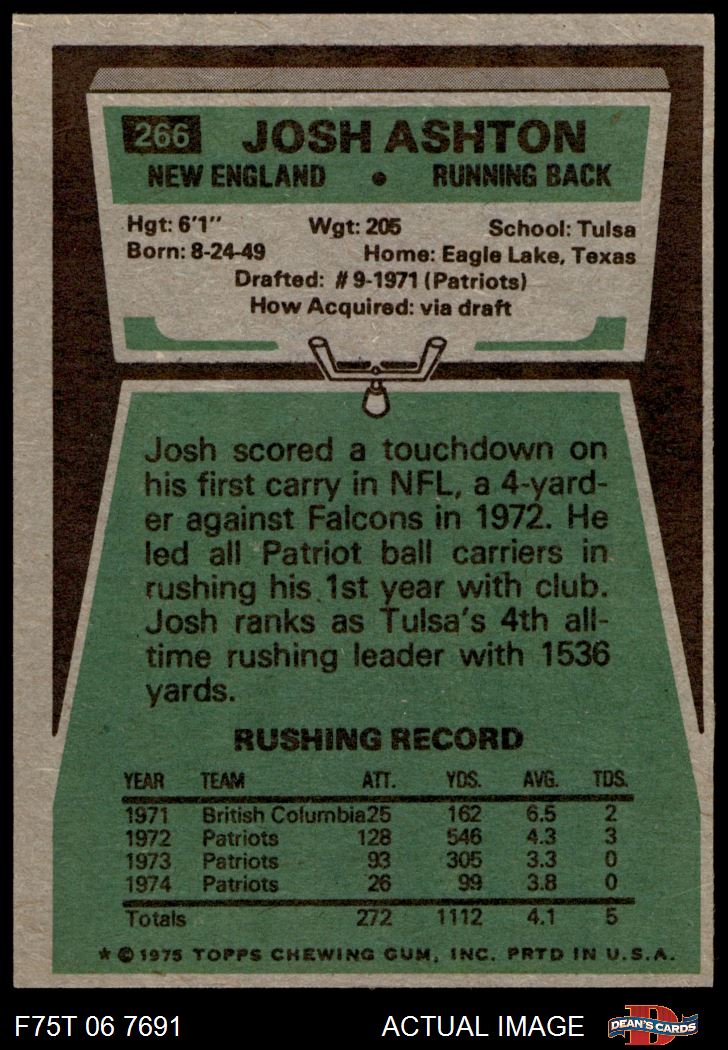 266 JOSH ASHTON
NEW ENGLAND • RUNNING BACK
Hgt: 6'1" Wgt: 205 School: Tulsa
Born: 8-24-49 Home: Eagle Lake, Texas
Drafted: #9-1971 (Patriots)
How Acquired: via draft
Josh scored a touchdown on
his first carry in NFL, a 4-yard-
er against Falcons in 1972. He
led all Patriot ball carriers in
rushing his 1st year with club.
Josh ranks as Tulsa's 4th all-
time rushing leader with 1536
yards.
RUSHING RECORD
YEAR TEAM ATT. YDS. AVG. TDS.
1971 British Columbia 25 162 6.5 2
1972 Patriots 128 546 4.3 3
1973 Patriots 93 305 3.3 0
1974 Patriots 26 99 3.8 0
Totals 272 1112 4.1 5
* © 1975 TOPPS CHEWING GUM, INC. PRTD IN U.S.A.
F75T 06 7691 ACTUAL IMAGE D DEAN'S CARDS